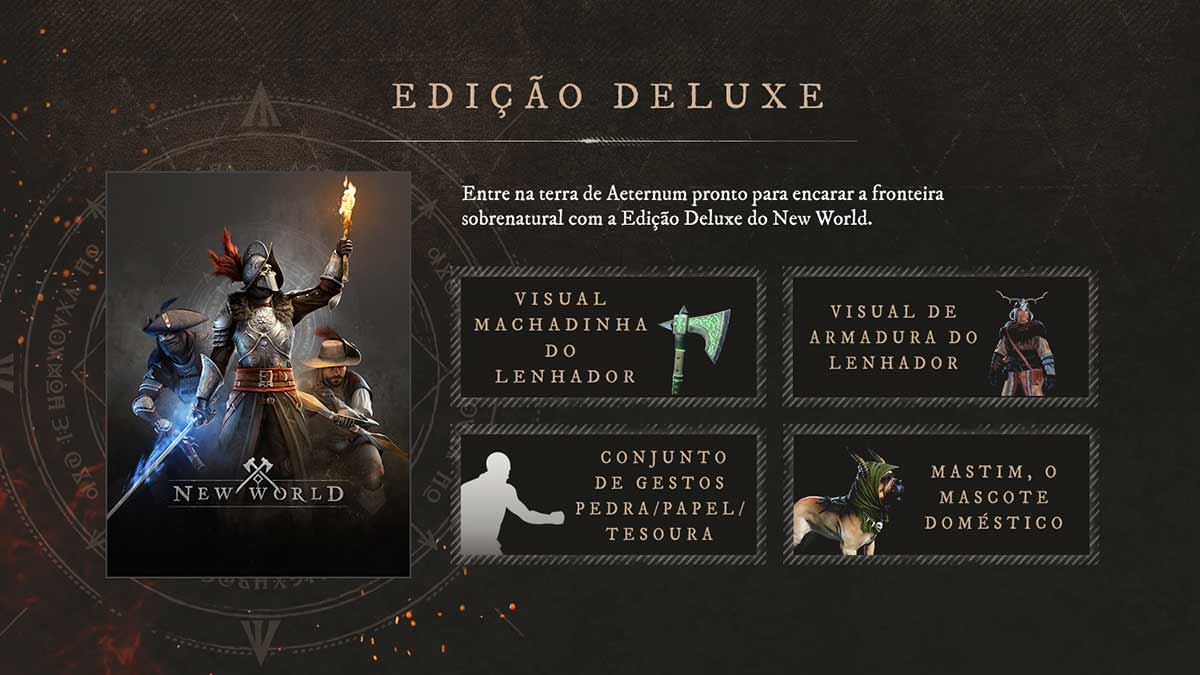 EDIÇÃO DELUXE
Entre na terra de Aeternum pronto para encarar a fronteira
sobrenatural com a Edição Deluxe do New World.
VISUAL
MACHADINHA
DO
LENHADOR
VISUAL DE
ARMADURA DO
LENHADOR
CONJUNTO
DE GESTOS
PEDRA/PAPEL/
TESOURA
MASTIM, O
MASCOTE
DOMÉSTICO
NEW WORLD